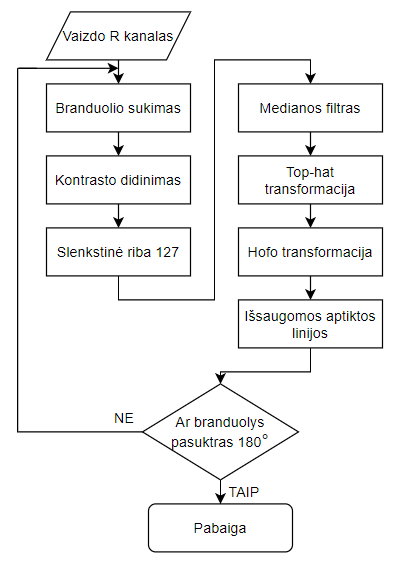 Vaizdo R kanalas
Branduolio sukimas
Kontrasto didinimas
Slenkstinė riba 127
Medianos filtras
Top-hat
transformacija
Hofo transformacija
Išsaugomos aptiktos
linijos
Ar branduolys
pasuktras 180°
NE
TAIP
Pabaiga